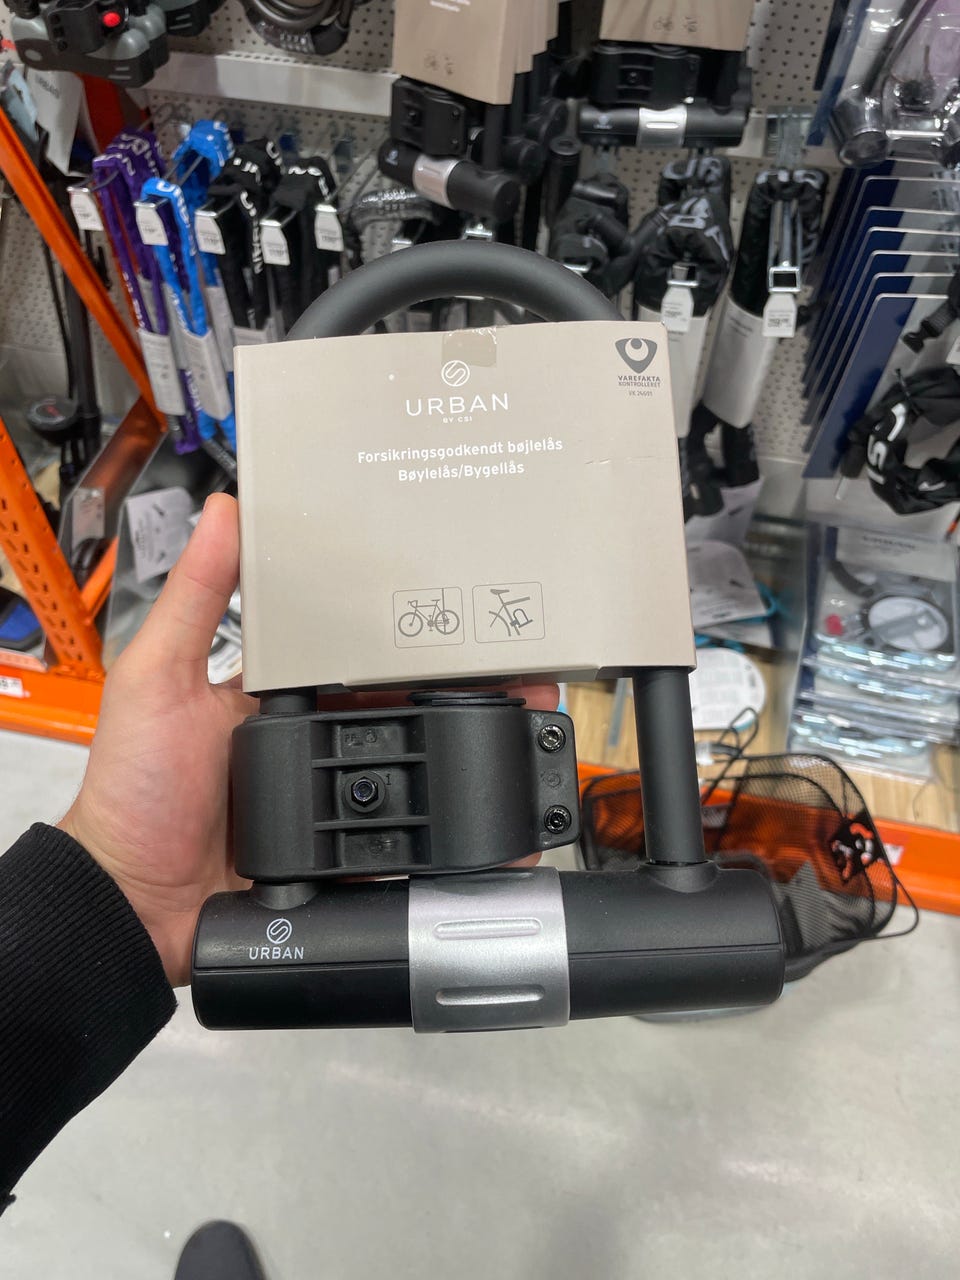 URBAN
BY CSI
Forsikringsgodkendt bøjlelås
Bøylelås/Bygellås
VAREFAKTA
KONTROLLERET
URBAN